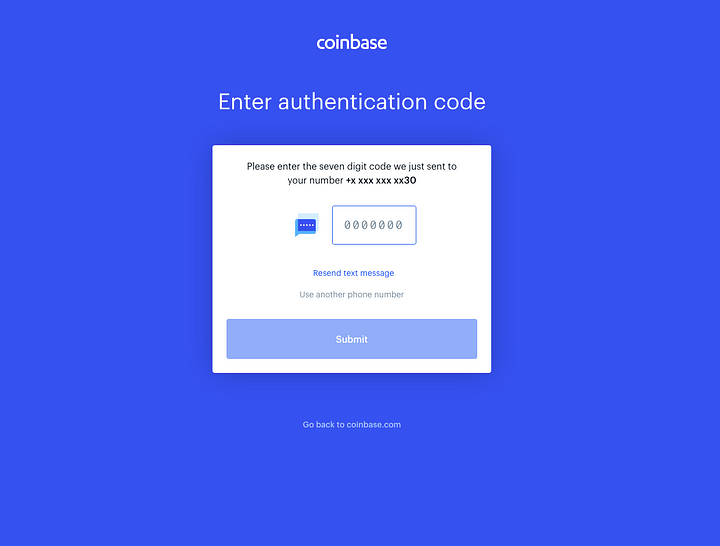 coinbase
Enter authentication code
Please enter the seven digit code we just sent to
your number +x xxx xxx xx30
0000000
Resend text message
Use another phone number
Submit
Go back to coinbase.com